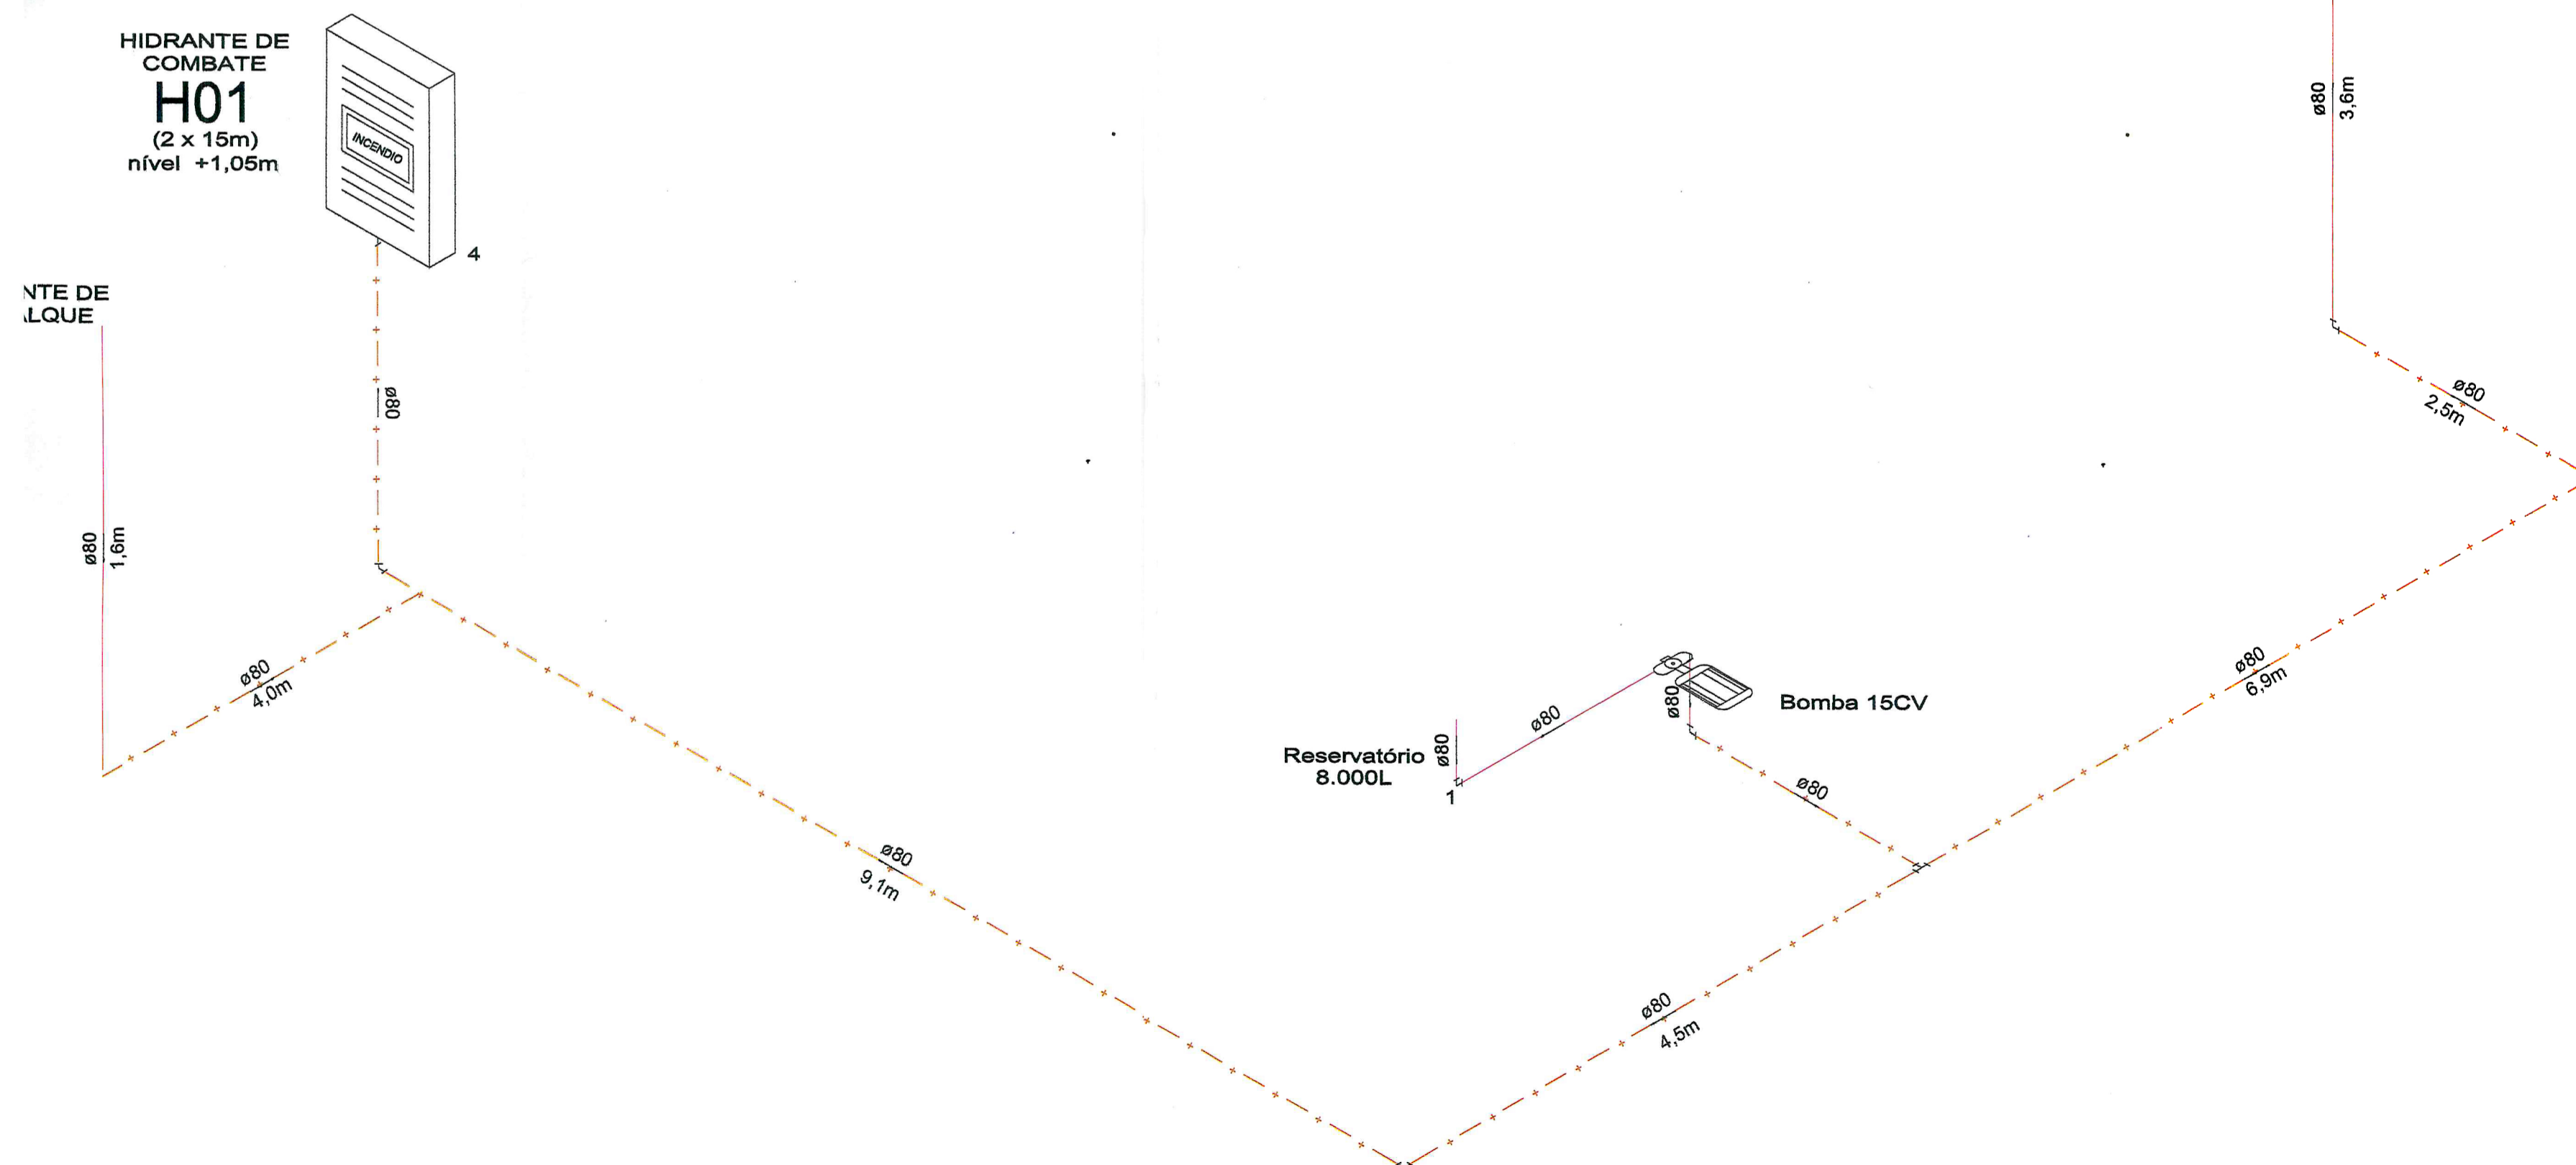 HIDRANTE DE
COMBATE
H01
(2 x 15m)
nível +1,05m
INCENDIO
4
NTE DE
LQUE
ø80
1,6m
ø80
ø80
4,0m
ø80
9,1m
Reservatório
8.000L
1
ø80
ø80
ø80
Bomba 15CV
ø80
ø80
4,5m
ø80
6,9m
ø80
2,5m
ø80
3,6m